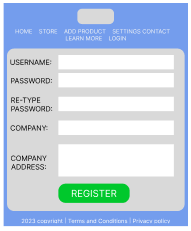 HOME STORE ADD PRODUCT SETTINGS CONTACT
LEARN MORE LOGIN
USERNAME:
PASSWORD:
RE-TYPE
PASSWORD:
COMPANY:
COMPANY
ADDRESS:
REGISTER
2023 copyright | Terms and Conditions | Privacy policy